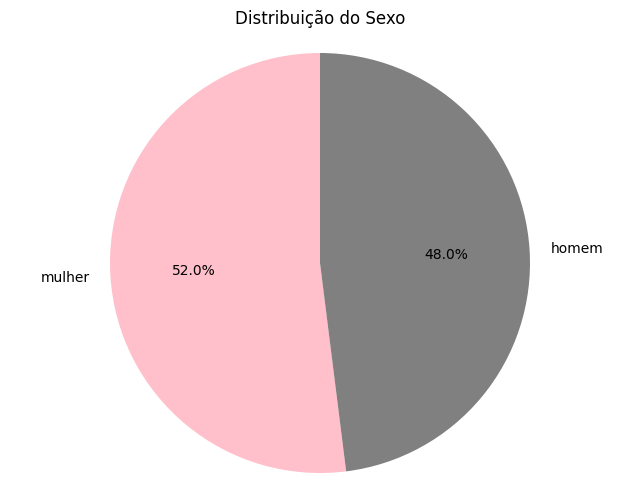 Distribuição do Sexo
homem
48.0%
52.0%
mulher